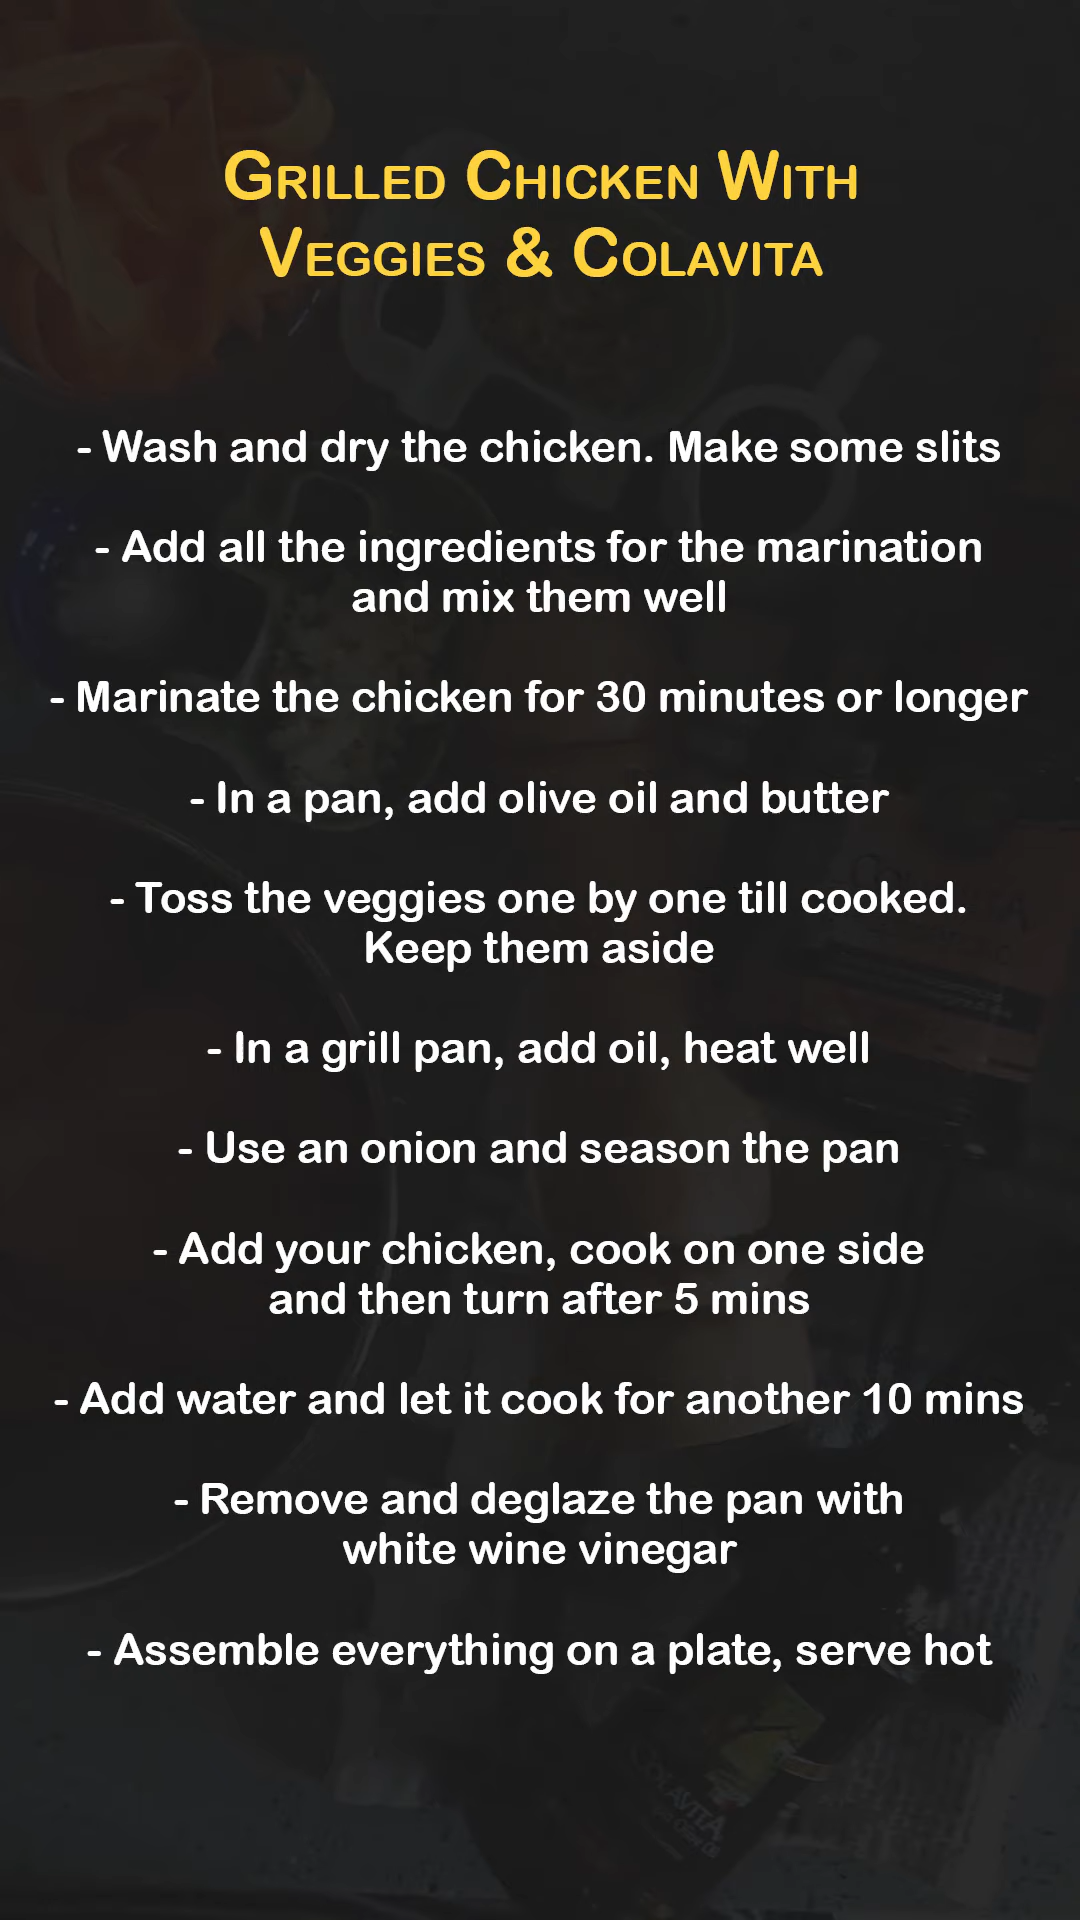 Grilled Chicken With
Veggies & Colavita
- Wash and dry the chicken. Make some slits
- Add all the ingredients for the marination
and mix them well
- Marinate the chicken for 30 minutes or longer
- In a pan, add olive oil and butter
- Toss the veggies one by one till cooked.
Keep them aside
- In a grill pan, add oil, heat well
- Use an onion and season the pan
- Add your chicken, cook on one side
and then turn after 5 mins
- Add water and let it cook for another 10 mins
- Remove and deglaze the pan with
white wine vinegar
- Assemble everything on a plate, serve hot
COLAVITA